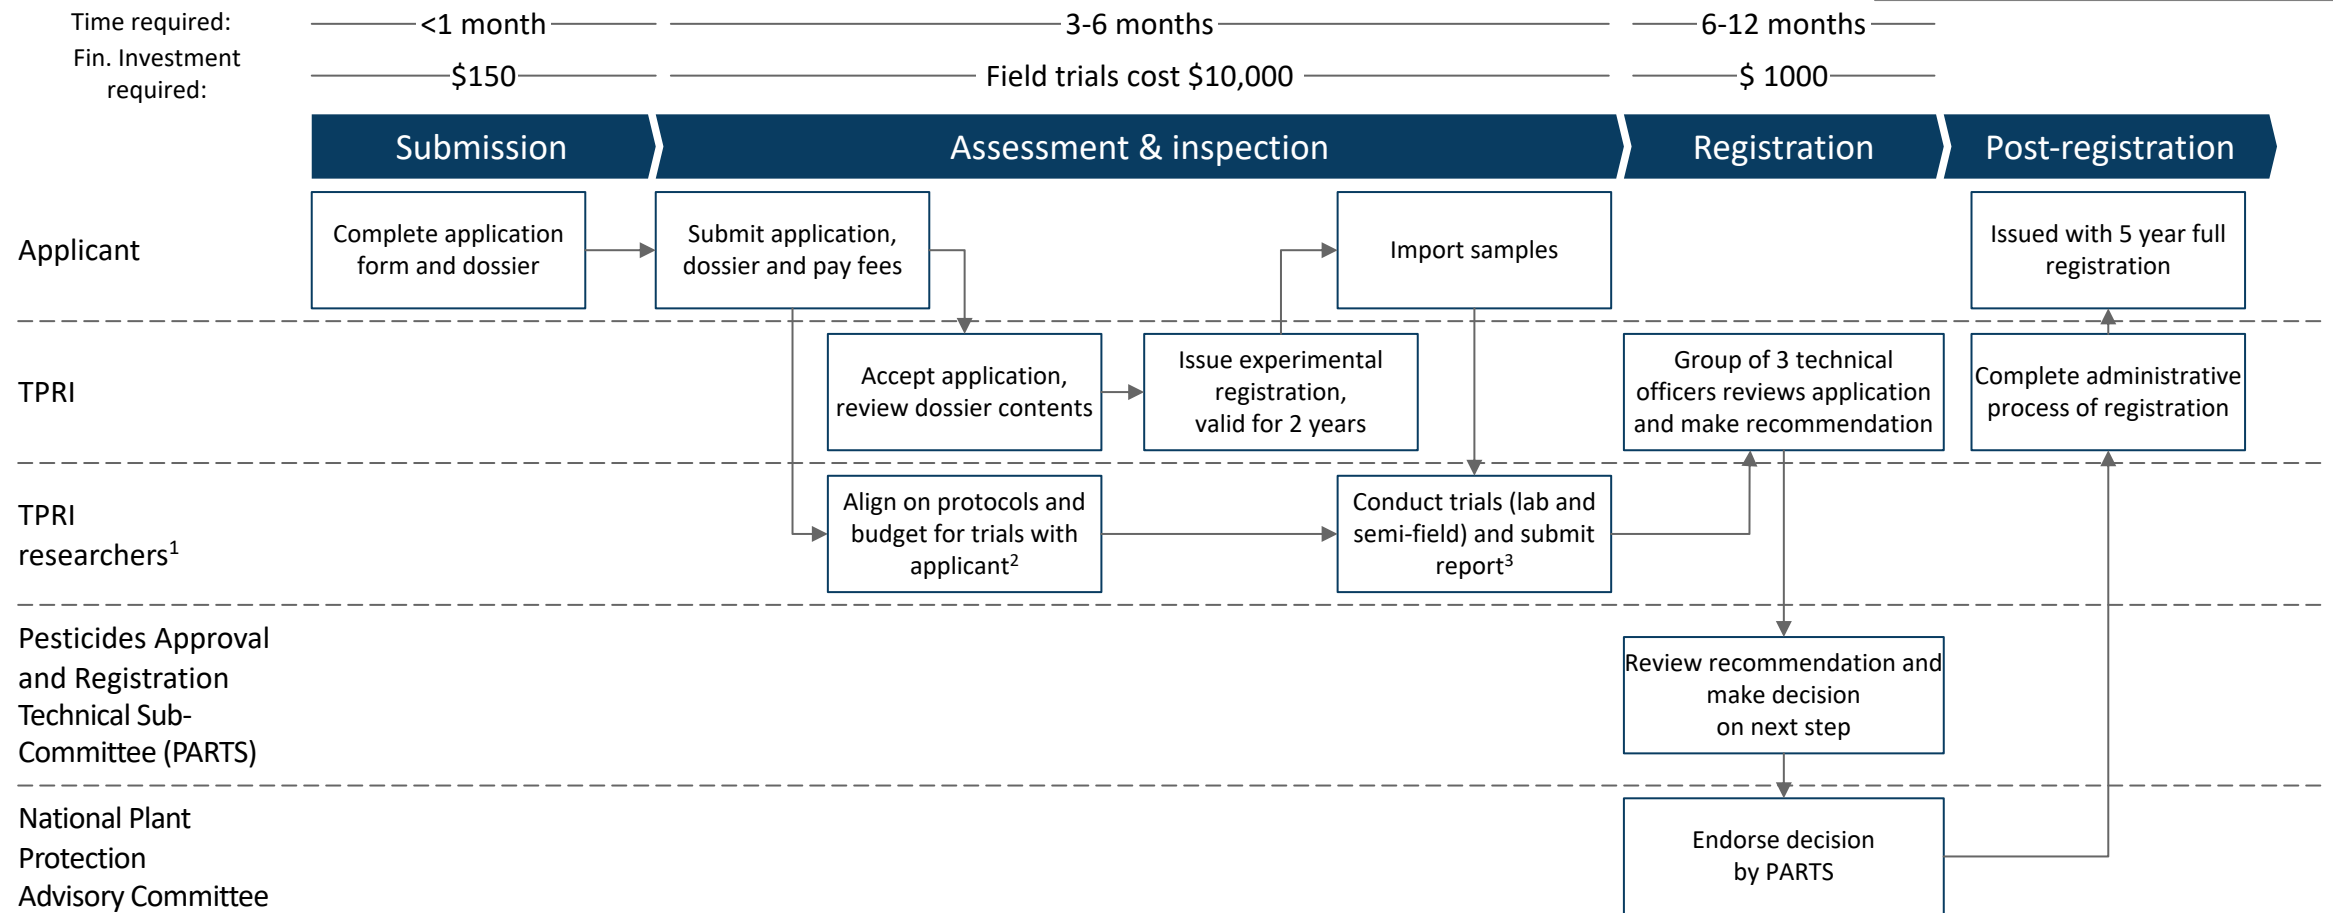 Time required:
<1 month
3-6 months
6-12 months
Fin. Investment
required:
$150
Field trials cost $10,000
$ 1000
Submission
Assessment & inspection
Registration
Post-registration
Applicant
Complete application
form and dossier
Submit application,
dossier and pay fees
Import samples
Issued with 5 year full
registration
TPRI
Accept application,
review dossier contents
Issue experimental
registration,
valid for 2 years
Group of 3 technical
officers reviews application
and make recommendation
Complete administrative
process of registration
TPRI
researchers1
Align on protocols and
budget for trials with
applicant2
Conduct trials (lab and
semi-field) and submit
report3
Pesticides Approval
and Registration
Technical Sub-
Committee (PARTS)
Review recommendation and
make decision
on next step
National Plant
Protection
Advisory Committee
Endorse decision
by PARTS